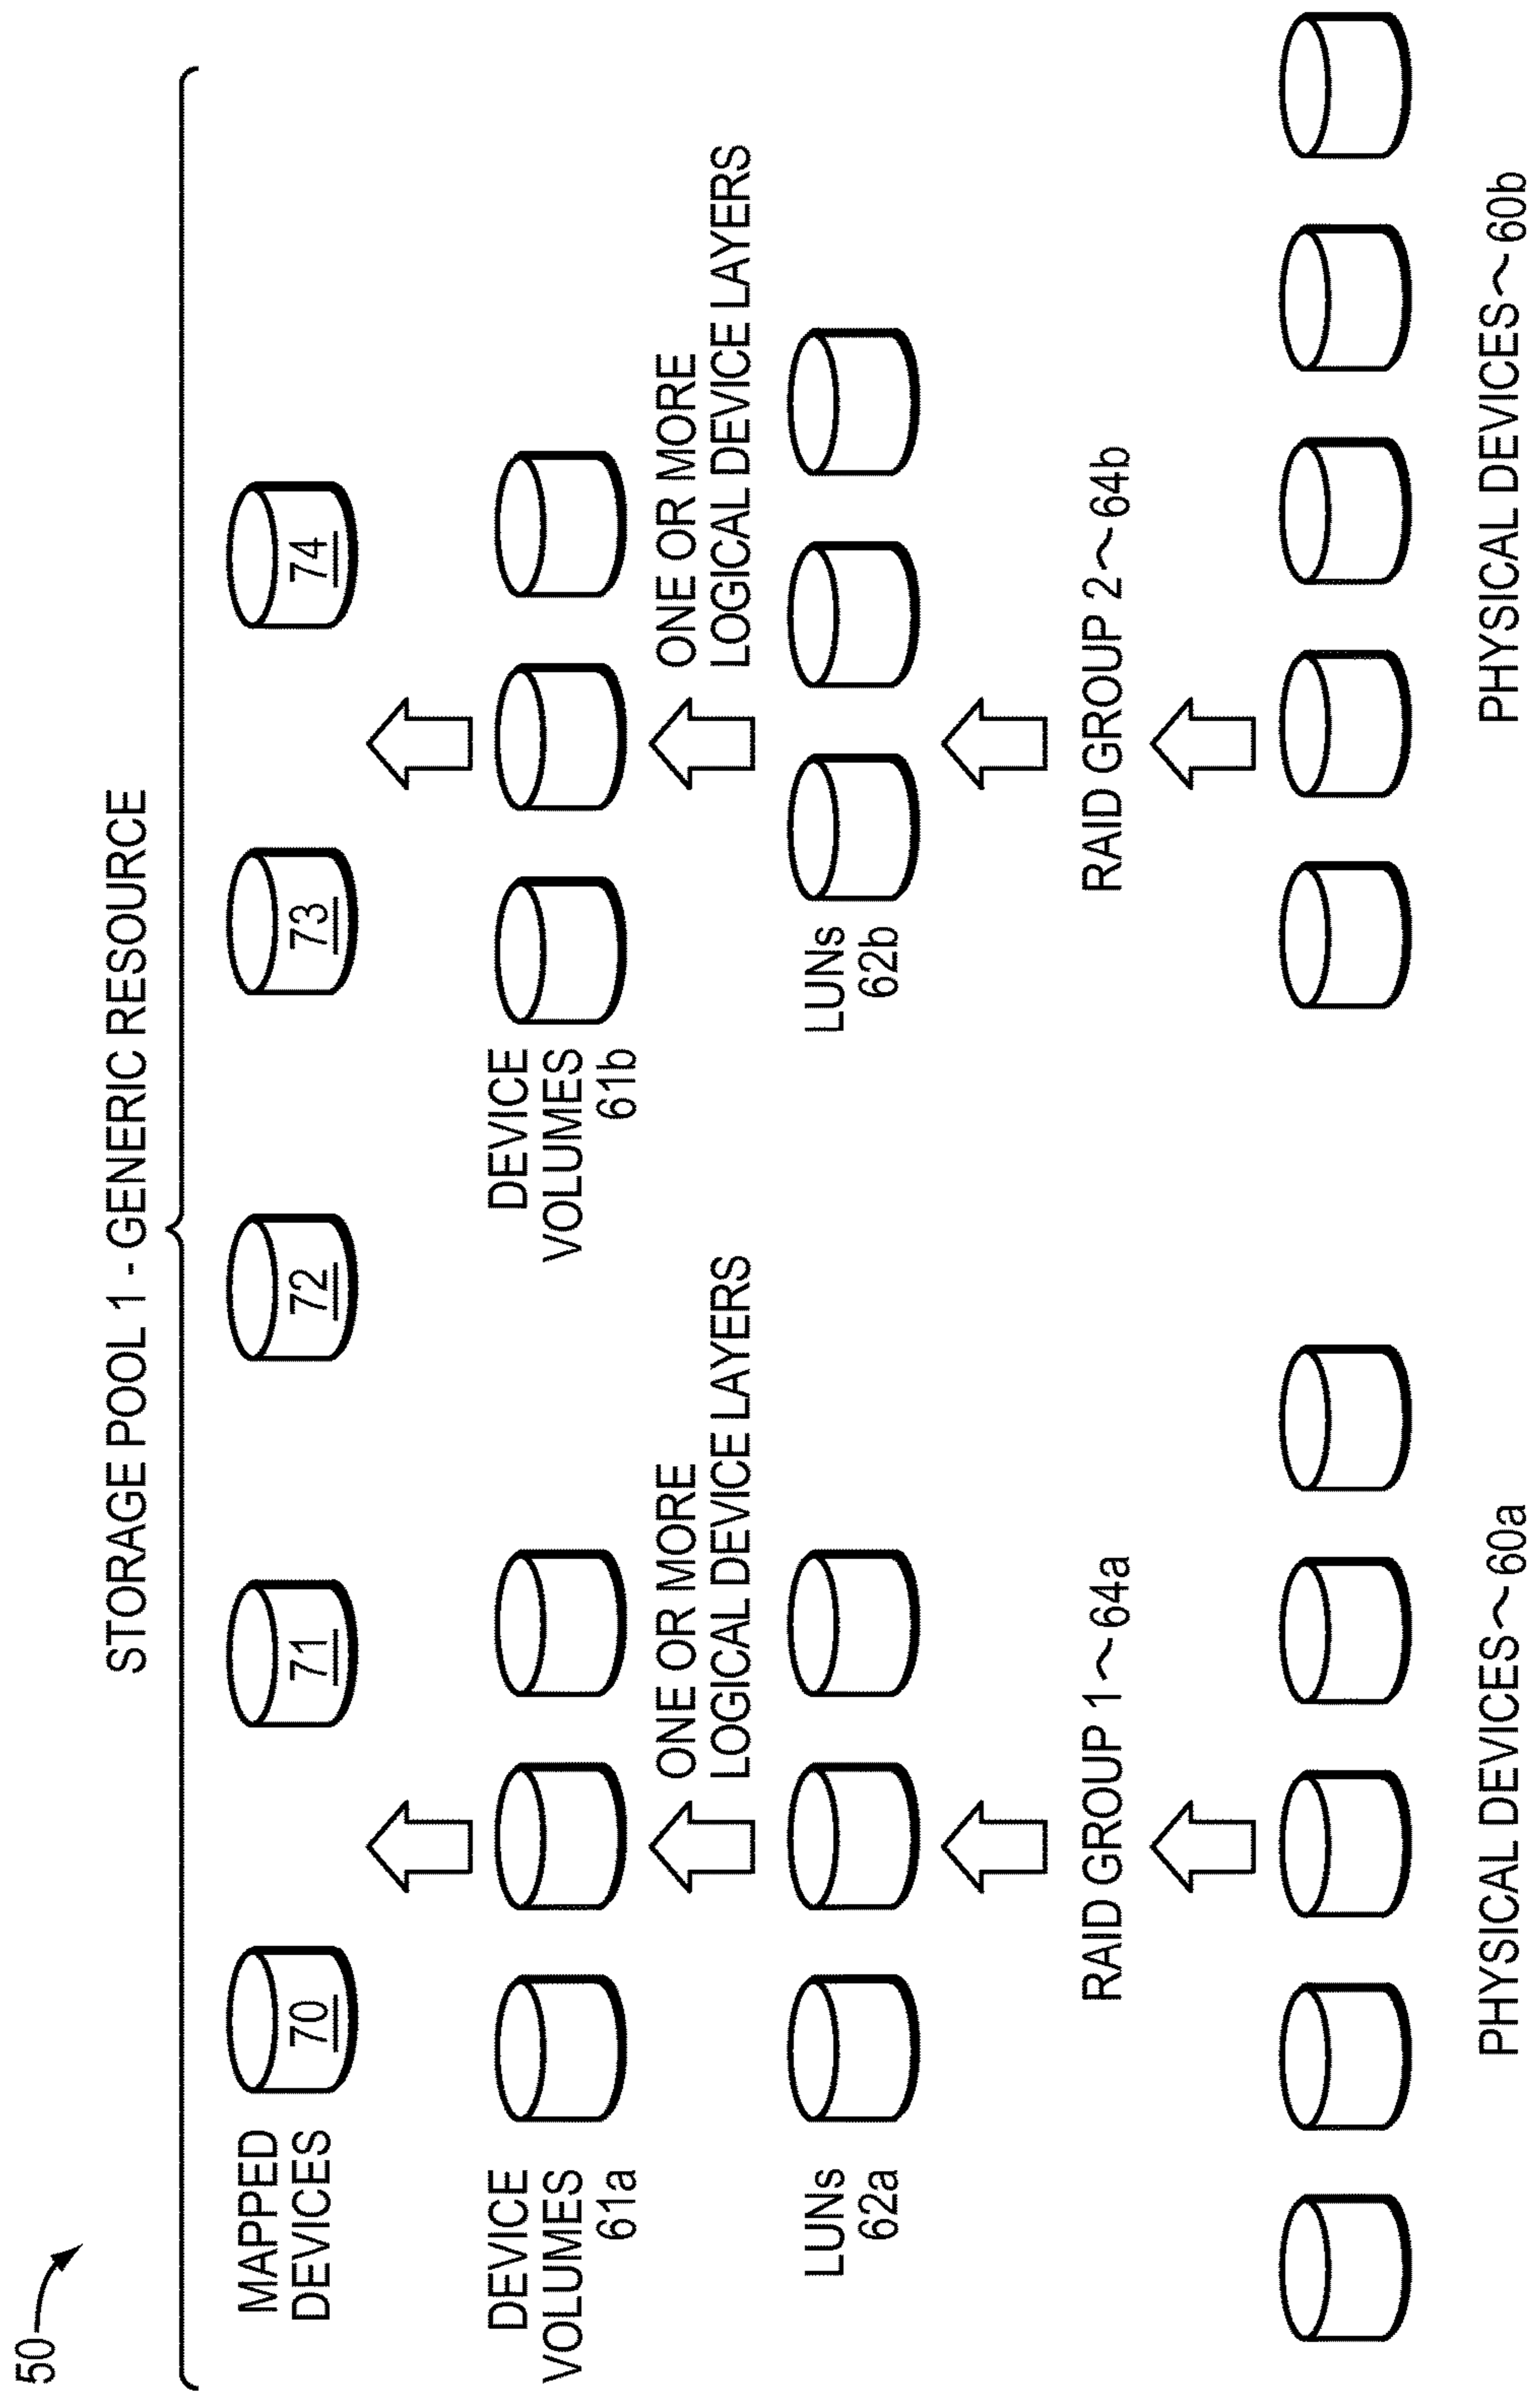 50
STORAGE POOL 1 - GENERIC RESOURCE
MAPPED
DEVICES
70
71
72
73
74
DEVICE
VOLUMES
61a
DEVICE
VOLUMES
61b
ONE OR MORE
LOGICAL DEVICE LAYERS
ONE OR MORE
LOGICAL DEVICE LAYERS
LUNs
62a
LUNs
62b
RAID GROUP 1~64a
RAID GROUP 2~64b
PHYSICAL DEVICES~60a
PHYSICAL DEVICES~60b